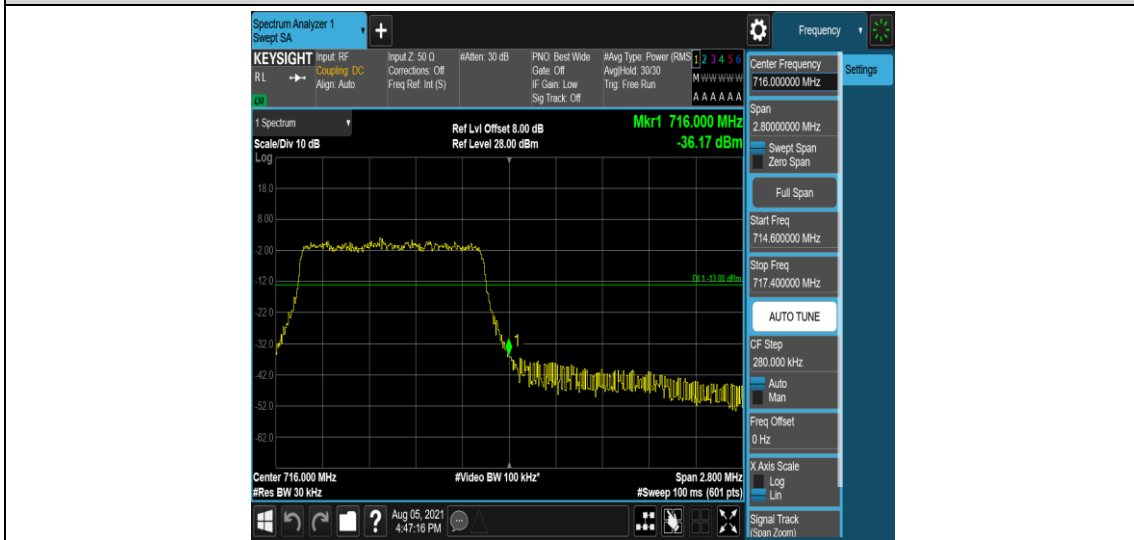 Spectrum Analyzer 1
Swept SA
+
Frequency
KEYSIGHT
RL
Input: RF
Coupling: DC
Align: Auto
Input Z: 50 Ω
Corrections: Off
Freq Ref: Int (S)
#Atten: 30 dB
PNO: Best Wide
Gate: Off
IF Gain: Low
Sig Track: Off
#Avg Type: Power (RMS
Avg|Hold: 30/30
Trig: Free Run
1 2 3 4 5 6
M W W W W W
A A A A A A
LXI
1 Spectrum
Scale/Div 10 dB
Ref Lvl Offset 8.00 dB
Ref Level 28.00 dBm
Mkr1 716.000 MHz
-36.17 dBm
Log
18.0
8.00
-2.00
-12.0
-22.0
-32.0
-42.0
-52.0
-62.0
DL1 -13.00 dBm
1
Center 716.000 MHz
#Res BW 30 kHz
#Video BW 100 kHz*
Span 2.800 MHz
#Sweep 100 ms (601 pts)
?
Aug 05, 2021
4:47:16 PM
Center Frequency
716.000000 MHz
Settings
Span
2.80000000 MHz
Swept Span
Zero Span
Full Span
Start Freq
714.600000 MHz
Stop Freq
717.400000 MHz
AUTO TUNE
CF Step
280.000 kHz
Auto
Man
Freq Offset
0 Hz
X Axis Scale
Log
Lin
Signal Track
(Span Zoom)